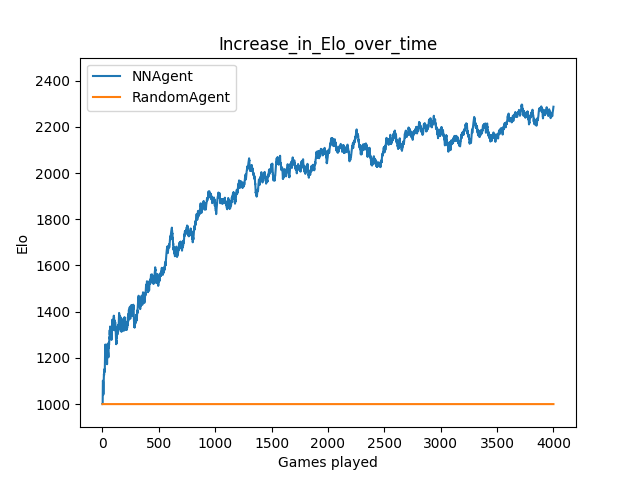 Increase_in_Elo_over_time
NNAgent
RandomAgent
2400
2200
2000
1800
1600
1400
1200
1000
Elo
0 500 1000 1500 2000 2500 3000 3500 4000
Games played